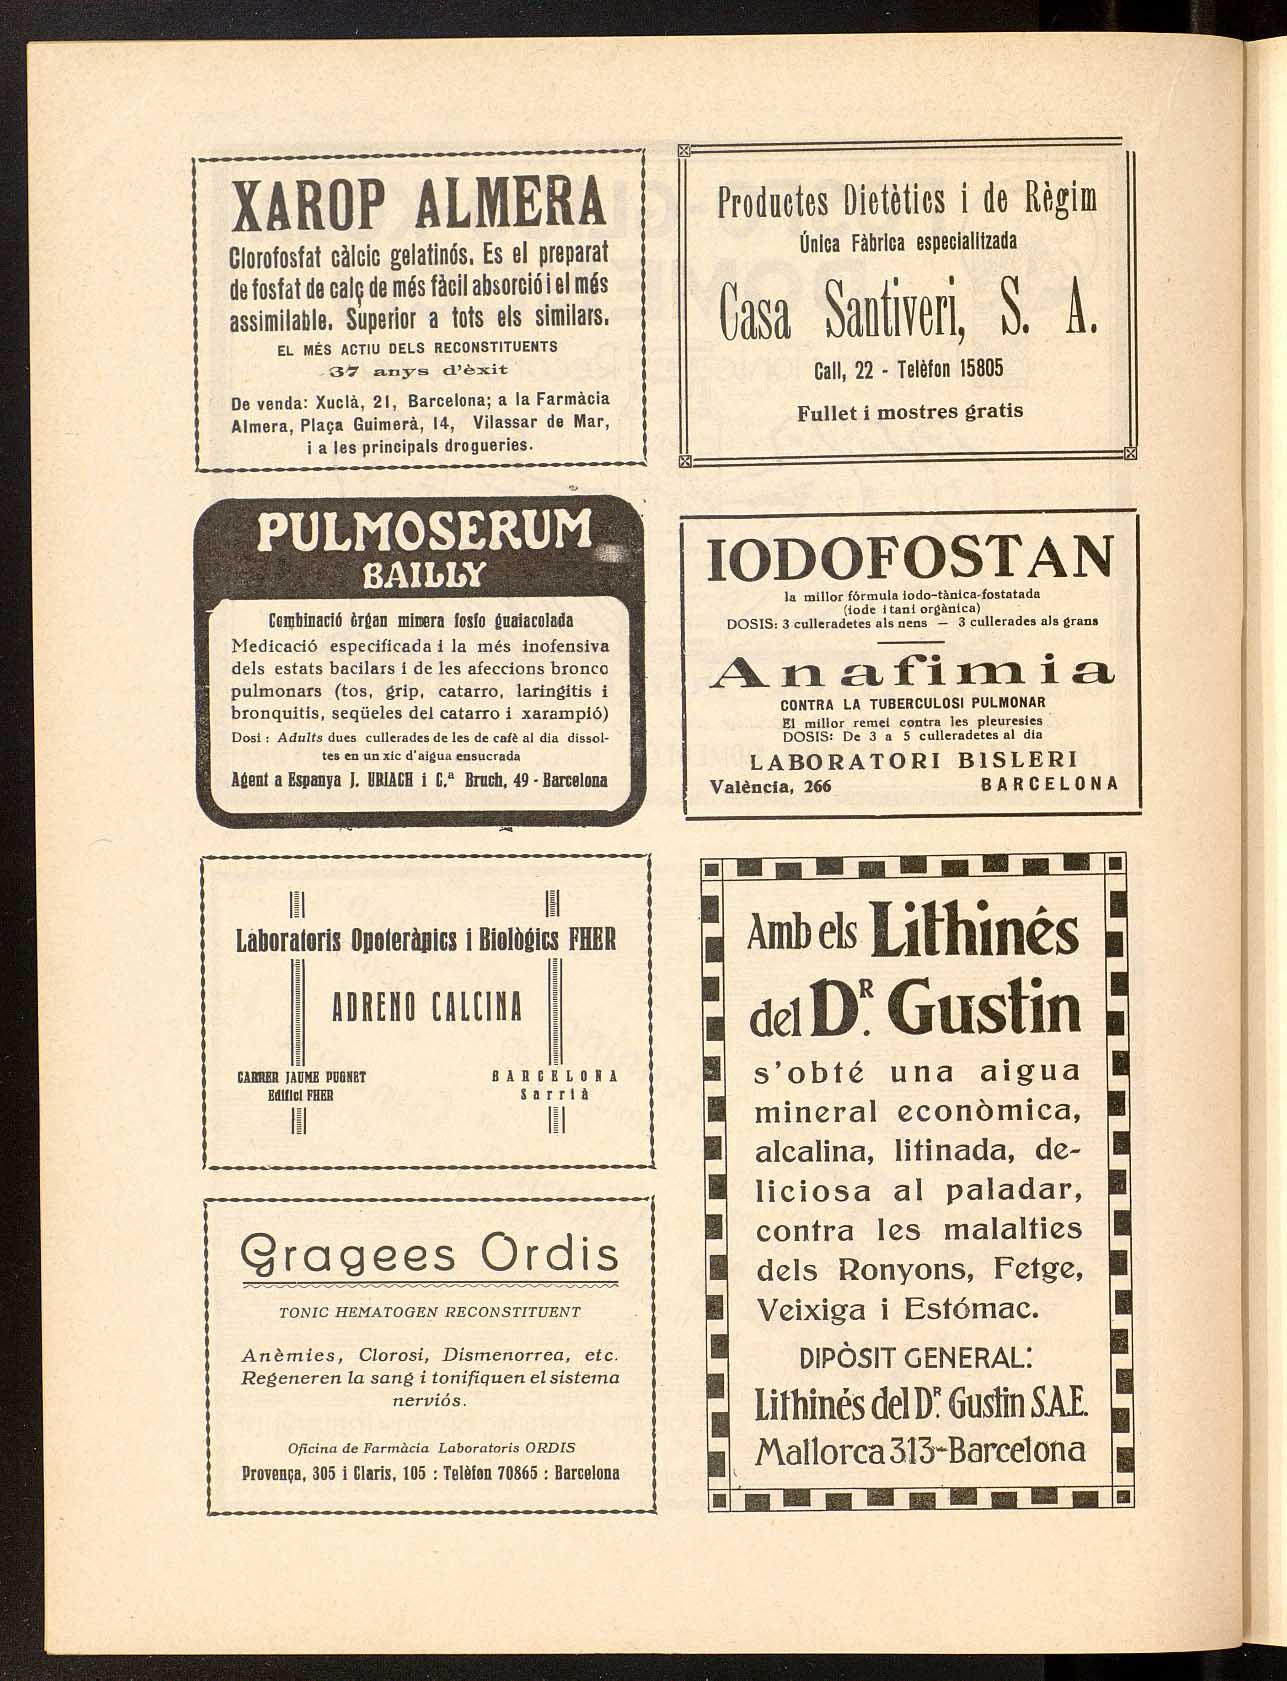 XAROP ALMERA
Clorofosfat càlcic gelatinós. Es el preparat
de fosfat de calç de més fàcil absorció i el més
assimilable. Superior a tots els similars.
EL MÉS ACTIU DELS RECONSTITUENTS
37 anys d'èxit
De venda: Xuclà, 21, Barcelona; a la Farmàcia
Almera, Plaça Guimerà, 14, Vilassar de Mar,
i a les principals drogueries.
Productes Dietètics i de Règim
Única Fàbrica especialitzada
Casa Santiveri, S. A.
Call, 22 - Telèfon 15805
Fullet i mostres gratis
PULMOSERUM
BAILLY
Combinació òrgan minera fosfo guaiacolada
Medicació especificada i la més inofensiva
dels estats bacilars i de les afeccions bronco
pulmonars (tos, grip, catarro, laringitis i
bronquitis, seqüeles del catarro i xarampió)
Dosi : Adults dues cullerades de les de cafè al dia dissol-
tes en un xic d'aigua ensucrada
Agent a Espanya J. URIACH i C.ª Bruch, 49 - Barcelona
IODOFOSTAN
la millor fórmula iodo-tànica-fostatada
(iode i tani orgànica)
DOSIS: 3 culleradetes als nens — 3 cullerades als grans
Anafimia
CONTRA LA TUBERCULOSI PULMONAR
El millor remei contra les pleuresies
DOSIS: De 3 a 5 culleradetes al dia
LABORATORI BISLERI
València, 266 BARCELONA
Laboratoris Opoteràpics i Biològics FHER
ADRENO CALCINA
CARRER JAUME PUGNET BARCELONA
Edifici FHER Sarrià
Gragees Ordis
TONIC HEMATOGEN RECONSTITUENT
Anèmies, Clorosi, Dismenorrea, etc.
Regeneren la sang i tonifiquen el sistema
nerviós.
Oficina de Farmàcia Laboratoris ORDIS
Provença, 305 i Claris, 105 : Telèfon 70865 : Barcelona
Amb els Lithinés
del DR. Gustin
s'obté una aigua
mineral econòmica,
alcalina, litinada, de-
liciosa al paladar,
contra les malalties
dels Ronyons, Fetge,
Veixiga i Estómac.
DIPÒSIT GENERAL:
Lithinés del DR. Gustin S.A.E.
Mallorca 313-Barcelona